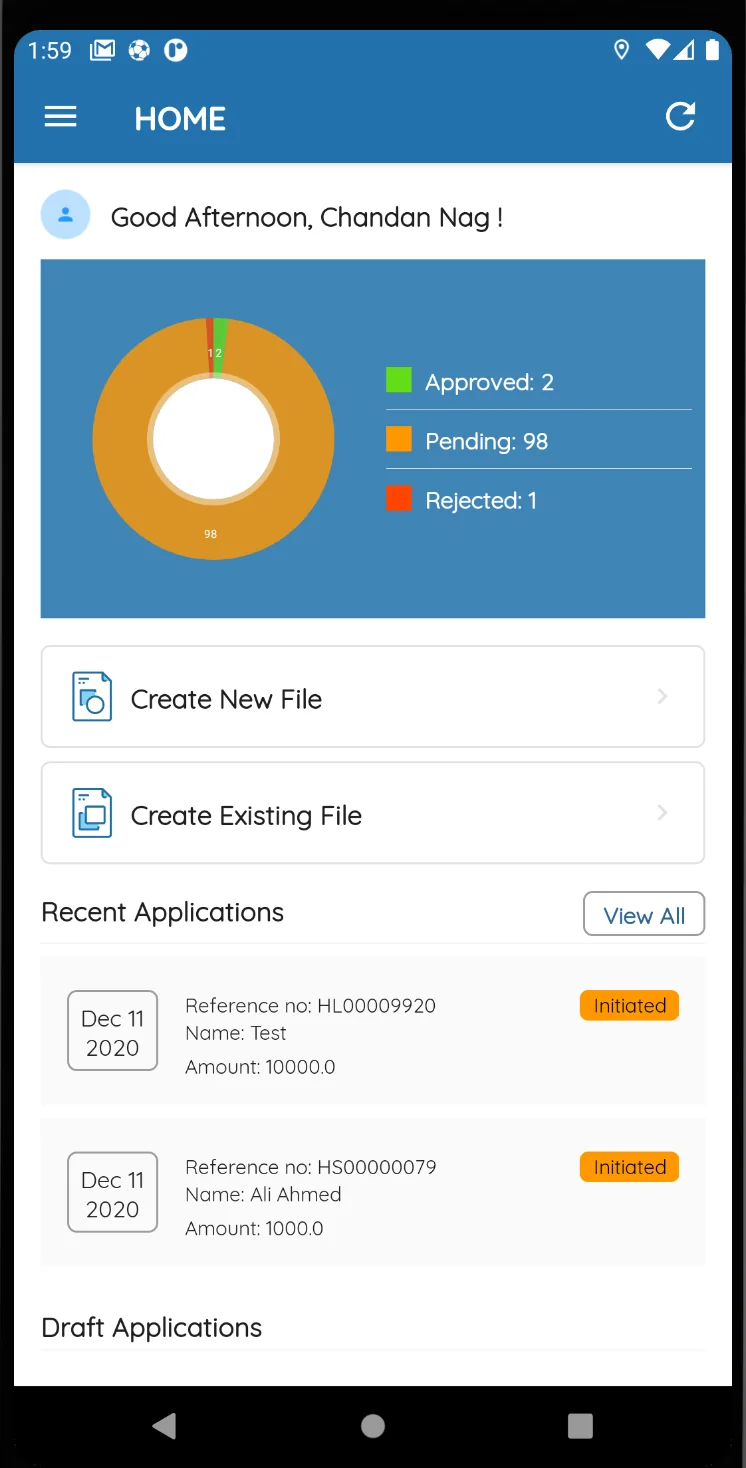 1:59
HOME
Good Afternoon, Chandan Nag !
1 2
98
Approved: 2
Pending: 98
Rejected: 1
Create New File
Create Existing File
Recent Applications
View All
Dec 11
2020
Reference no: HL00009920
Name: Test
Amount: 10000.0
Initiated
Dec 11
2020
Reference no: HS00000079
Name: Ali Ahmed
Amount: 1000.0
Initiated
Draft Applications